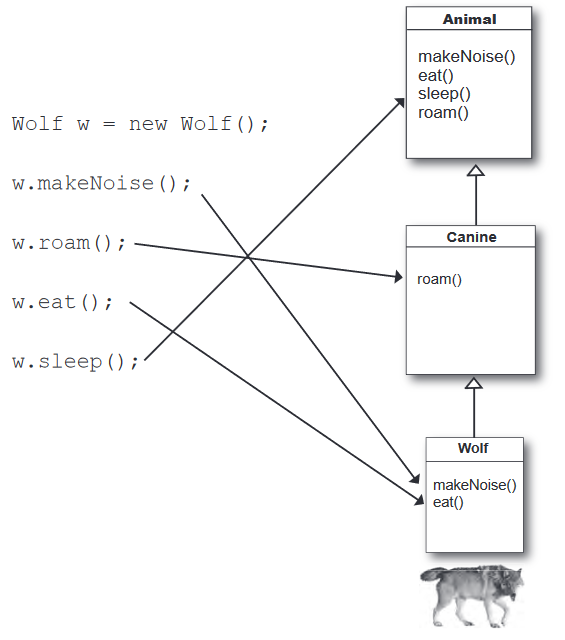 Wolf w = new Wolf();
w.makeNoise();
w.roam();
w.eat();
w.sleep();
Animal
makeNoise()
eat()
sleep()
roam()
Canine
roam()
Wolf
makeNoise()
eat()